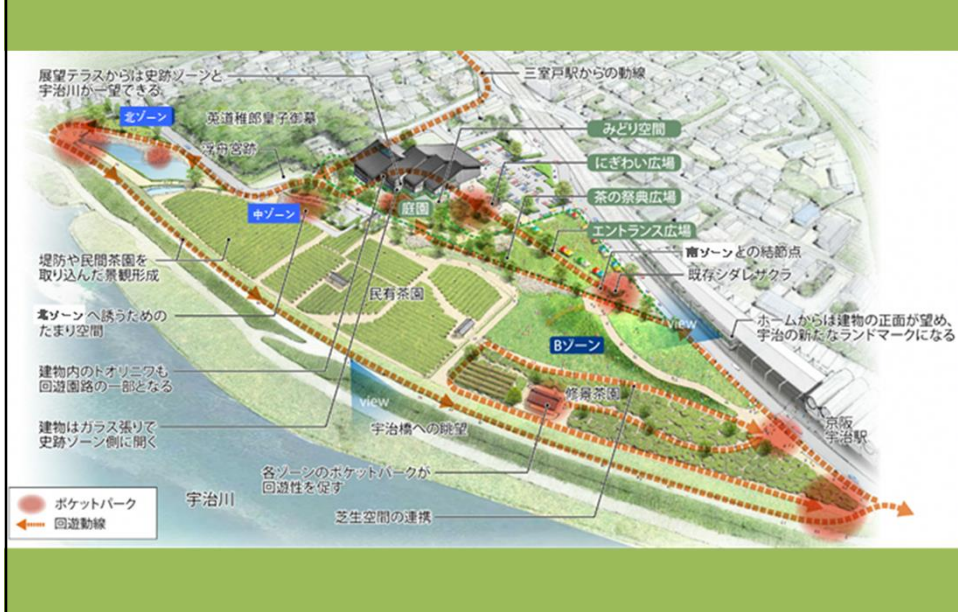 展望テラスからは史跡ゾーンと
宇治川が一望できる
三室戸駅からの動線
北ゾーン
莵道稚郎皇子御墓
みどり空間
浮舟宮跡
にぎわい広場
茶の祭典広場
庭園
中ゾーン
エントランス広場
南ゾーンとの結節点
既存シダレザクラ
堤防や民間茶園を
取り込んだ景観形成
民有茶園
北ゾーンへ誘うための
たまり空間
view
ホームからは建物の正面が望め、
宇治の新たなランドマークになる
Bゾーン
建物内のトオリニワも
回遊園路の一部となる
修景茶園
view
建物はガラス張りで
史跡ゾーン側に開く
宇治橋への眺望
京阪
宇治駅
各ゾーンのポケットパークが
回遊性を促す
宇治川
芝生空間の連携
ポケットパーク
回遊動線